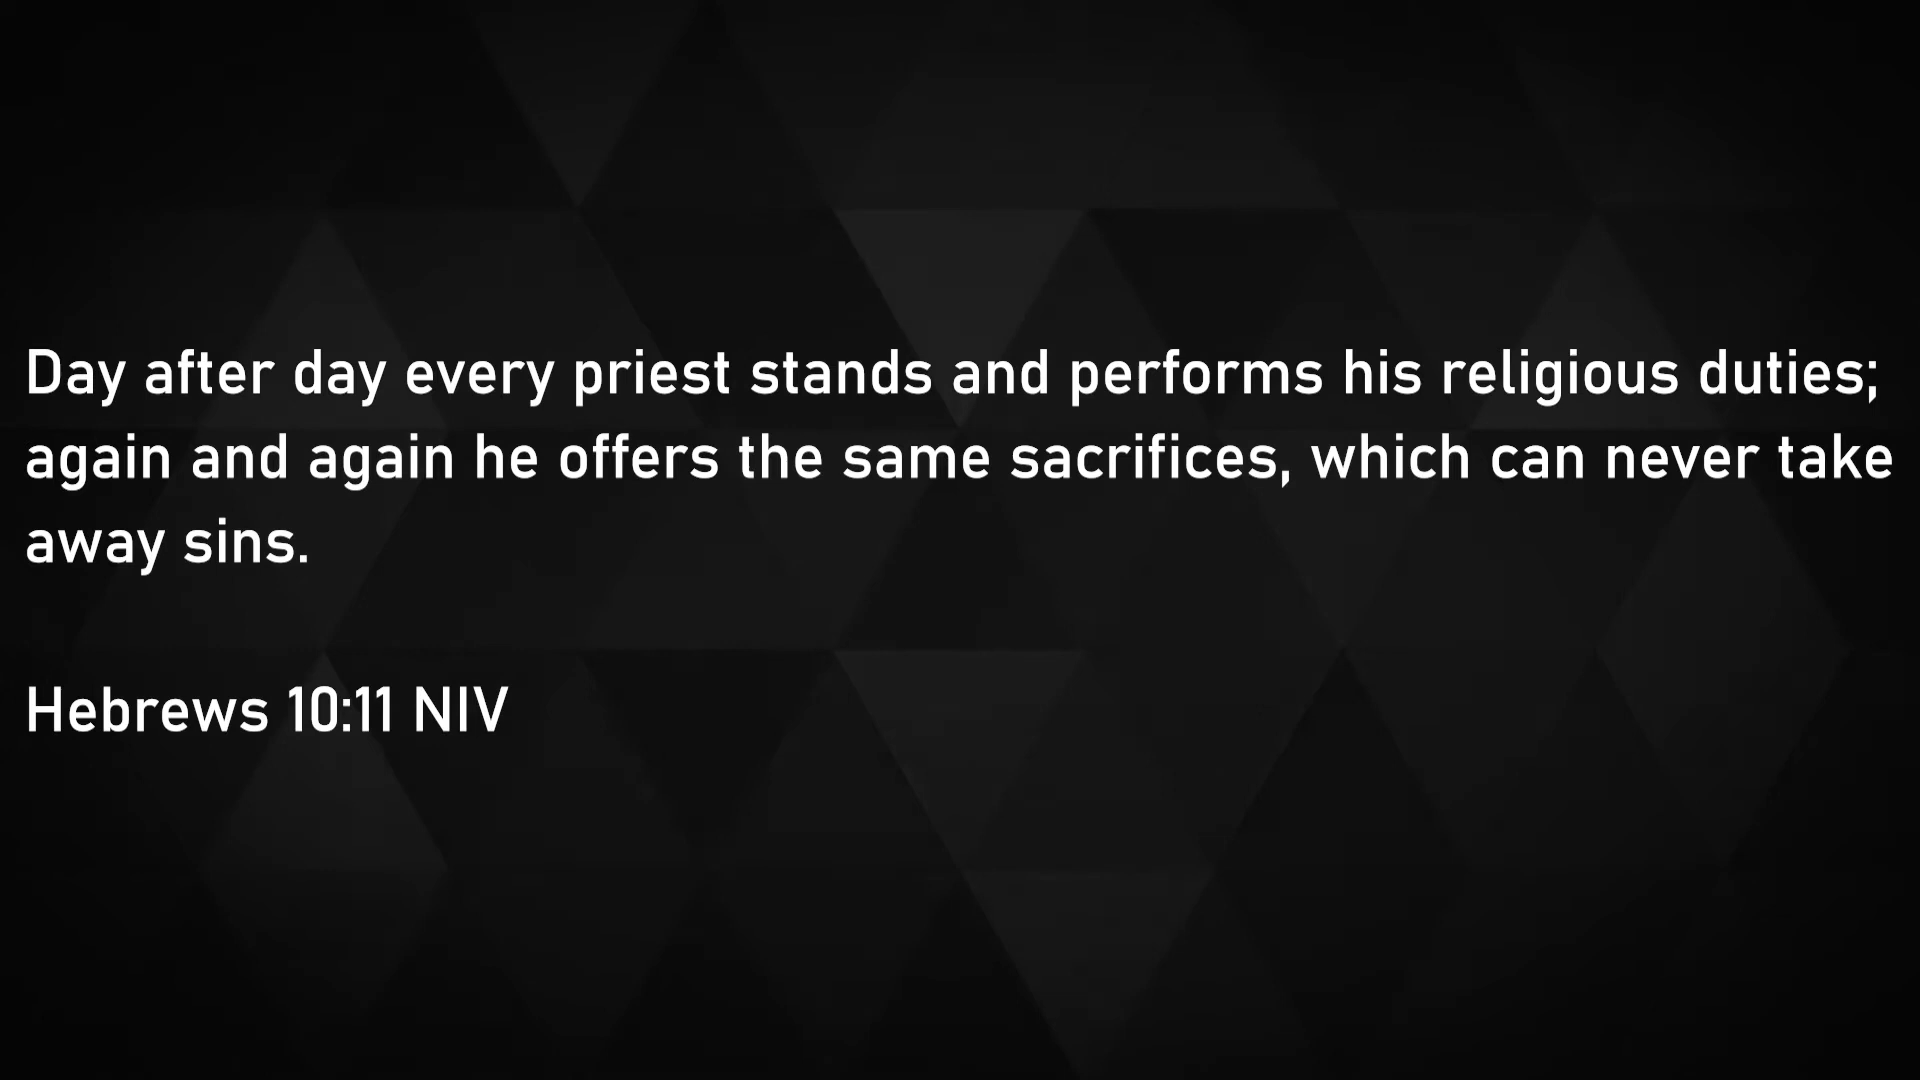 Day after day every priest stands and performs his religious duties;
again and again he offers the same sacrifices, which can never take
away sins.
Hebrews 10:11 NIV